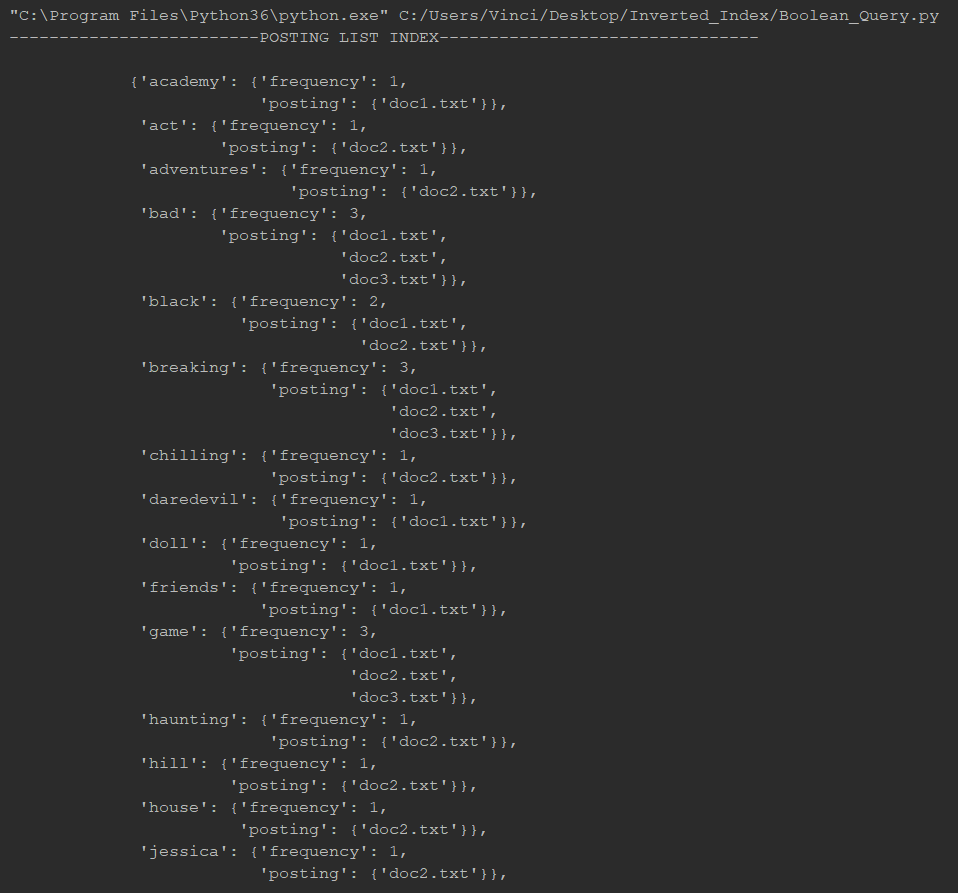 "C:\Program Files\Python36\python.exe" C:/Users/Vinci/Desktop/Inverted_Index/Boolean_Query.py
-------------------------POSTING LIST INDEX--------------------------------
{'academy': {'frequency': 1,
'posting': {'doc1.txt'}},
'act': {'frequency': 1,
'posting': {'doc2.txt'}},
'adventures': {'frequency': 1,
'posting': {'doc2.txt'}},
'bad': {'frequency': 3,
'posting': {'doc1.txt',
'doc2.txt',
'doc3.txt'}},
'black': {'frequency': 2,
'posting': {'doc1.txt',
'doc2.txt'}},
'breaking': {'frequency': 3,
'posting': {'doc1.txt',
'doc2.txt',
'doc3.txt'}},
'chilling': {'frequency': 1,
'posting': {'doc2.txt'}},
'daredevil': {'frequency': 1,
'posting': {'doc1.txt'}},
'doll': {'frequency': 1,
'posting': {'doc1.txt'}},
'friends': {'frequency': 1,
'posting': {'doc1.txt'}},
'game': {'frequency': 3,
'posting': {'doc1.txt',
'doc2.txt',
'doc3.txt'}},
'haunting': {'frequency': 1,
'posting': {'doc2.txt'}},
'hill': {'frequency': 1,
'posting': {'doc2.txt'}},
'house': {'frequency': 1,
'posting': {'doc2.txt'}},
'jessica': {'frequency': 1,
'posting': {'doc2.txt'}},